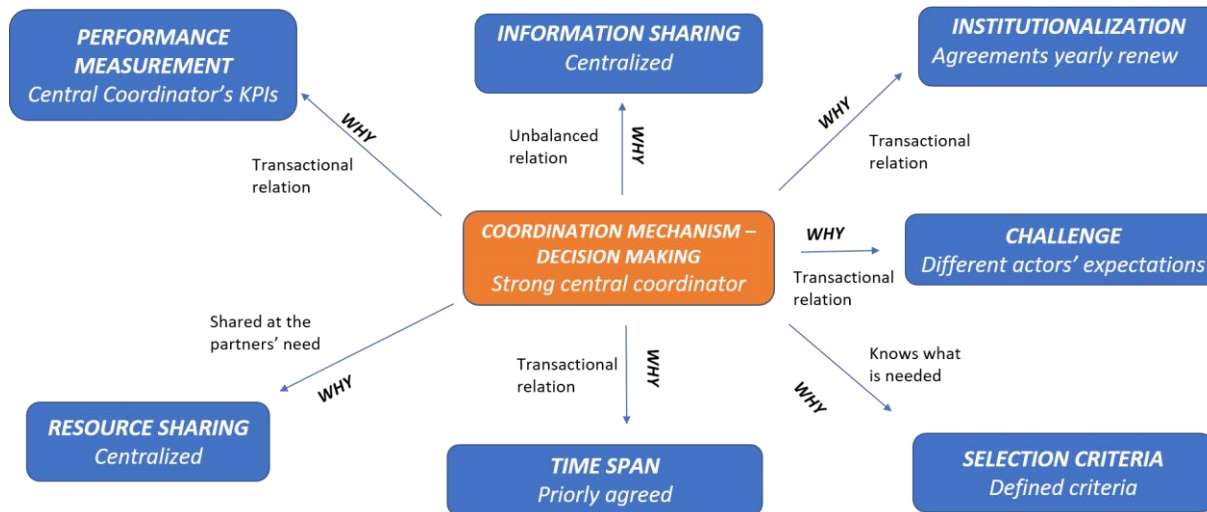 PERFORMANCE
MEASUREMENT
Central Coordinator's KPIs
INFORMATION SHARING
Centralized
INSTITUTIONALIZATION
Agreements yearly renew
WHY
Transactional
relation
Unbalanced
relation
WHY
WHY
Transactional
relation
COORDINATION MECHANISM –
DECISION MAKING
Strong central coordinator
WHY
Transactional
relation
CHALLENGE
Different actors' expectations
Shared at the
partners' need
WHY
Transactional
relation
WHY
Knows what
is needed
WHY
RESOURCE SHARING
Centralized
TIME SPAN
Priorly agreed
SELECTION CRITERIA
Defined criteria